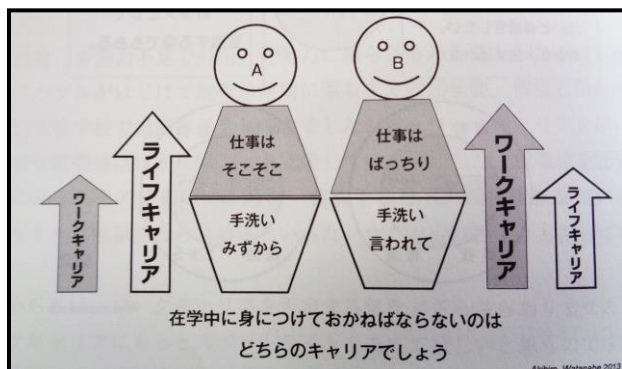 A
B
仕事は
そこそこ
仕事は
ばっちり
手洗い
みずから
手洗い
言われて
ワークキャリア
ライフキャリア
ワークキャリア
ライフキャリア
在学中に身につけておかねばならないのは
どちらのキャリアでしょう
Akihiro Watanabe 2013